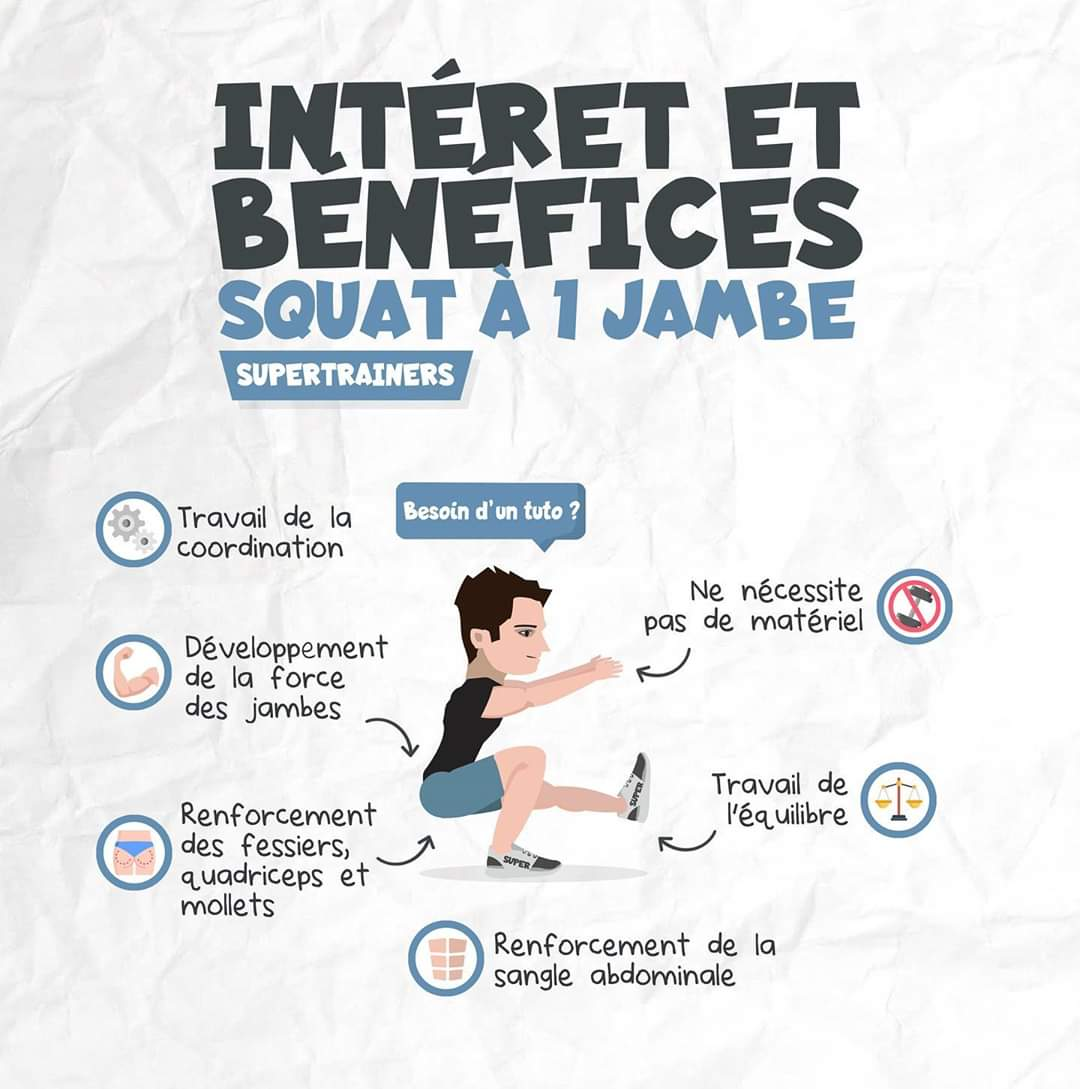 INTÉRET ET
BÉNÉFICES
SQUAT À 1 JAMBE
SUPERTRAINERS
Besoin d'un tuto ?
Travail de la
coordination
Ne nécessite
pas de matériel
Développement
de la force
des jambes
Travail de
l'équilibre
Renforcement
des fessiers,
quadriceps et
mollets
SUPER
SUPER
Renforcement de la
sangle abdominale